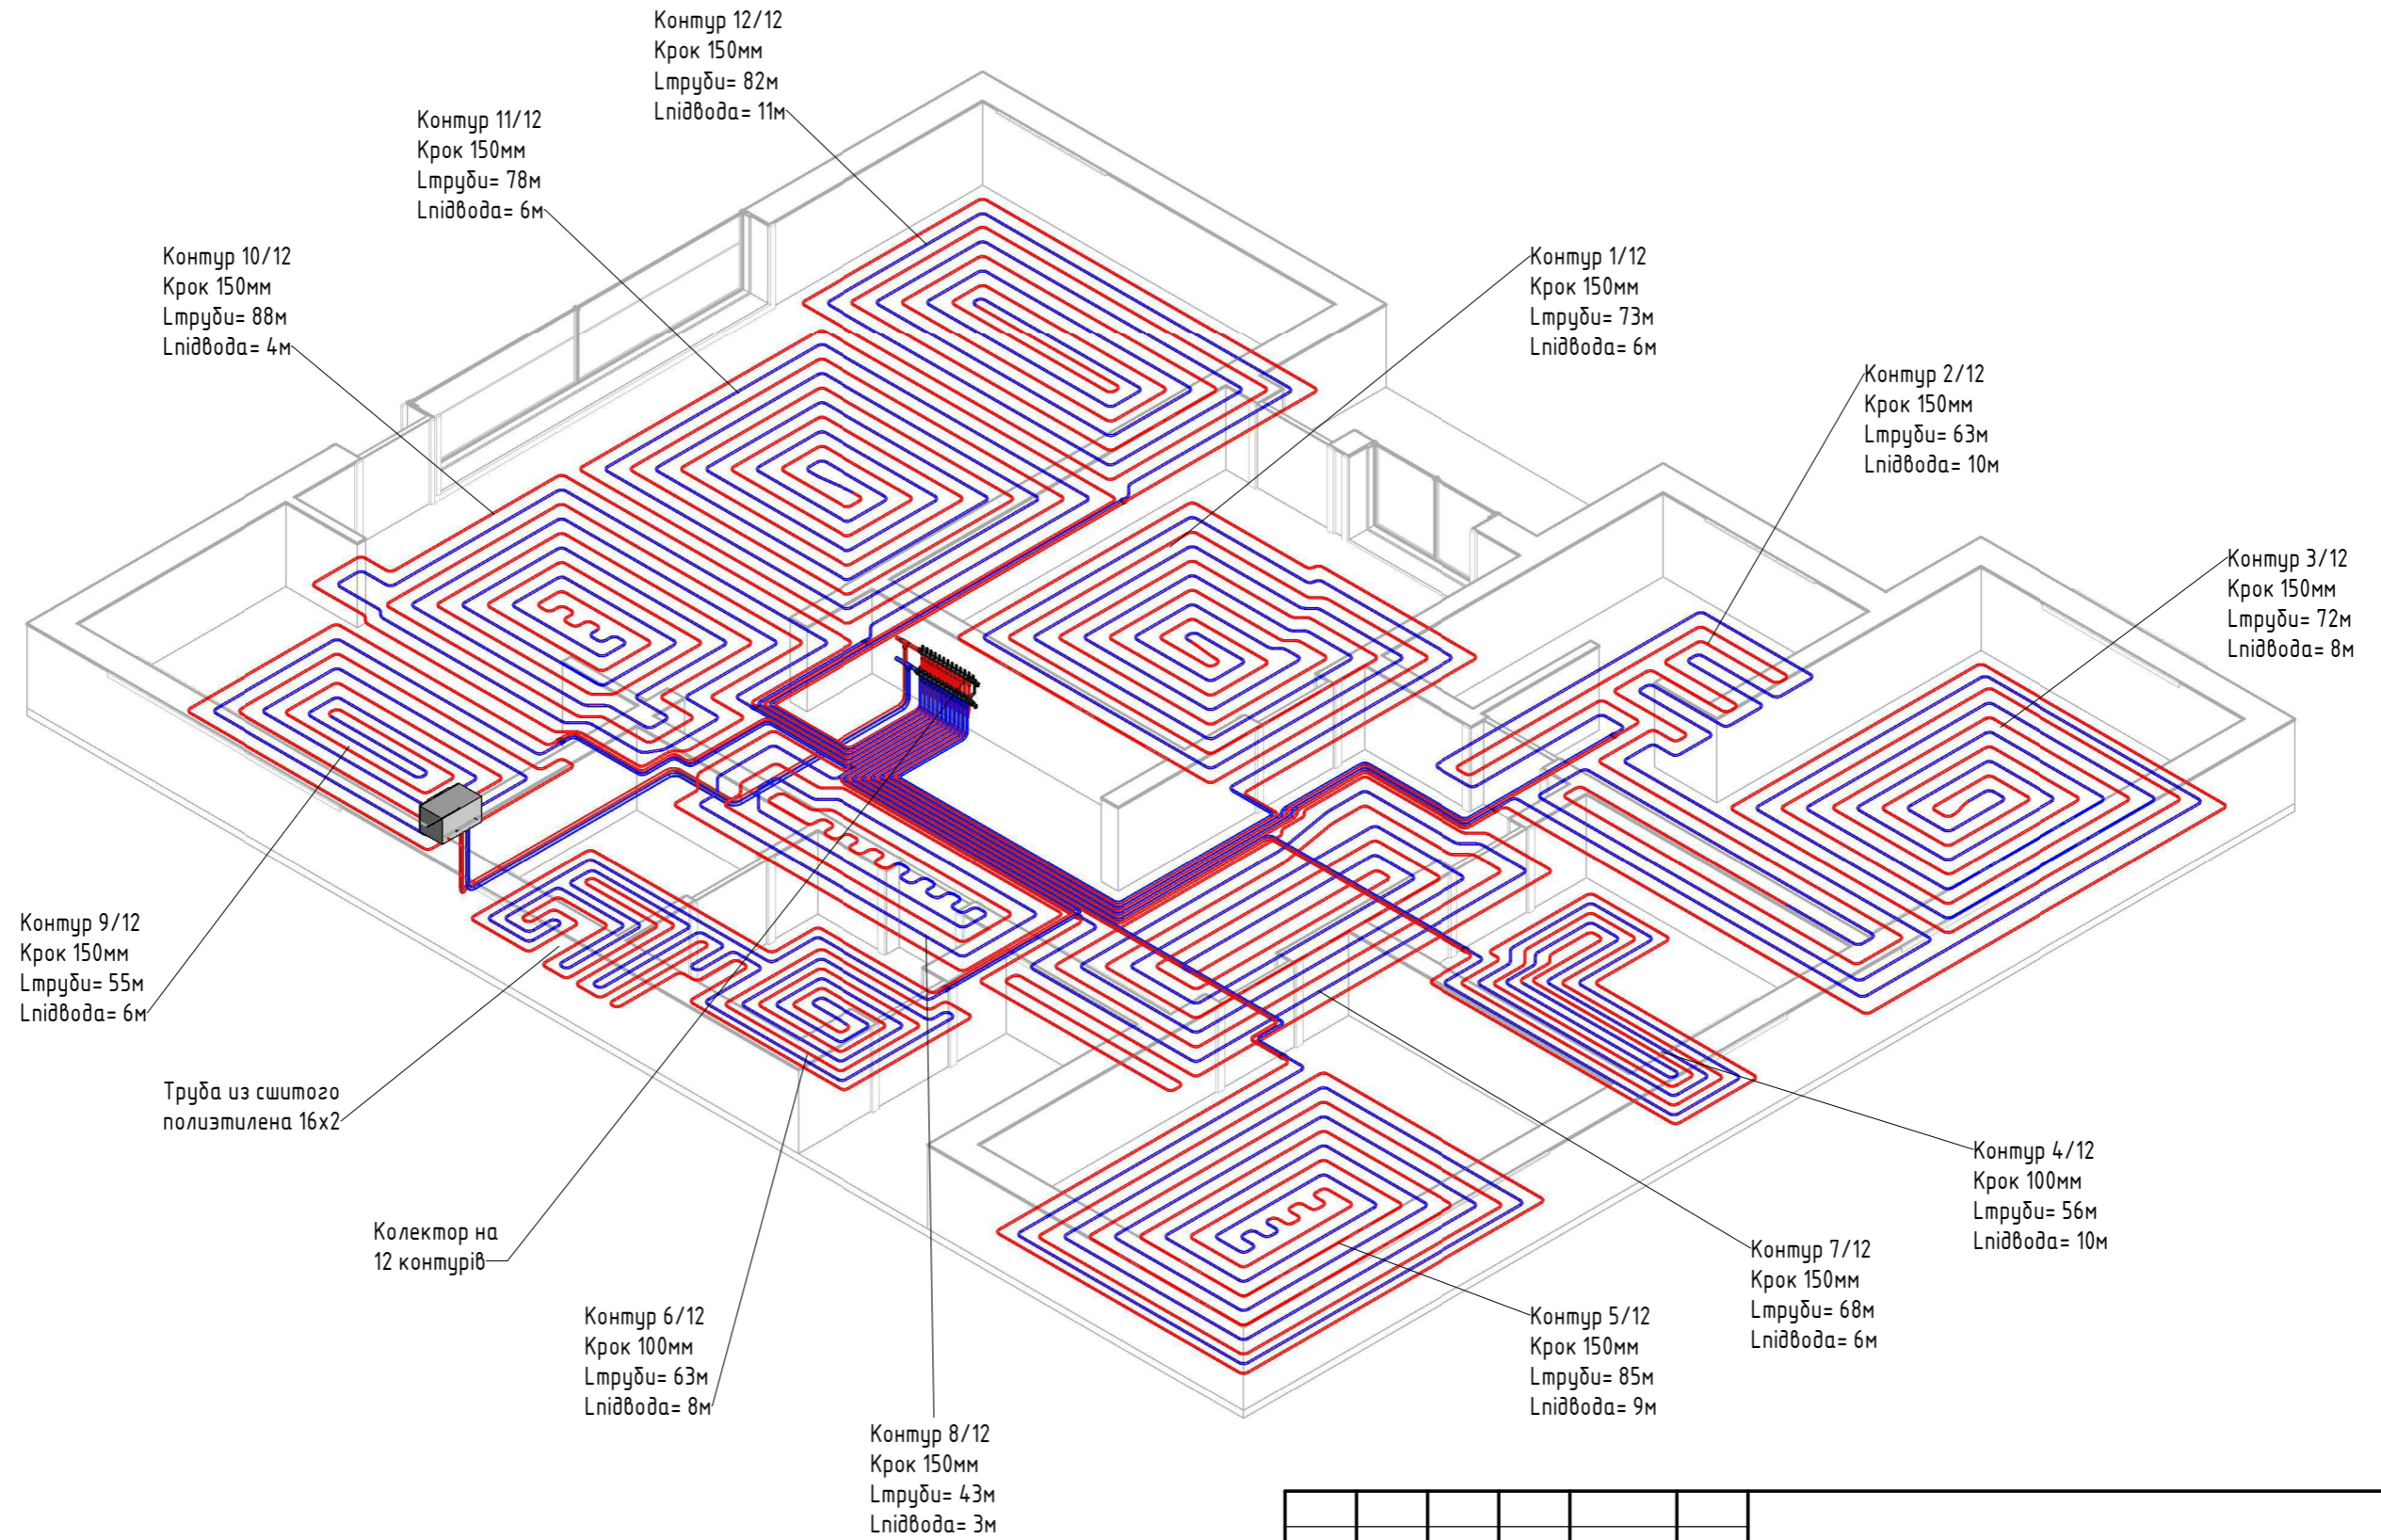 Контур 12/12
Крок 150мм
Lтруби= 82м
Lпідвода= 11м
Контур 11/12
Крок 150мм
Lтруби= 78м
Lпідвода= 6м
Контур 10/12
Крок 150мм
Lтруби= 88м
Lпідвода= 4м
Контур 1/12
Крок 150мм
Lтруби= 73м
Lпідвода= 6м
Контур 2/12
Крок 150мм
Lтруби= 63м
Lпідвода= 10м
Контур 3/12
Крок 150мм
Lтруби= 72м
Lпідвода= 8м
Контур 9/12
Крок 150мм
Lтруби= 55м
Lпідвода= 6м
Труба из сшитого
полиэтилена 16х2
Колектор на
12 контурів
Контур 6/12
Крок 100мм
Lтруби= 63м
Lпідвода= 8м
Контур 8/12
Крок 150мм
Lтруби= 43м
Lпідвода= 3м
Контур 5/12
Крок 150мм
Lтруби= 85м
Lпідвода= 9м
Контур 7/12
Крок 150мм
Lтруби= 68м
Lпідвода= 6м
Контур 4/12
Крок 100мм
Lтруби= 56м
Lпідвода= 10м